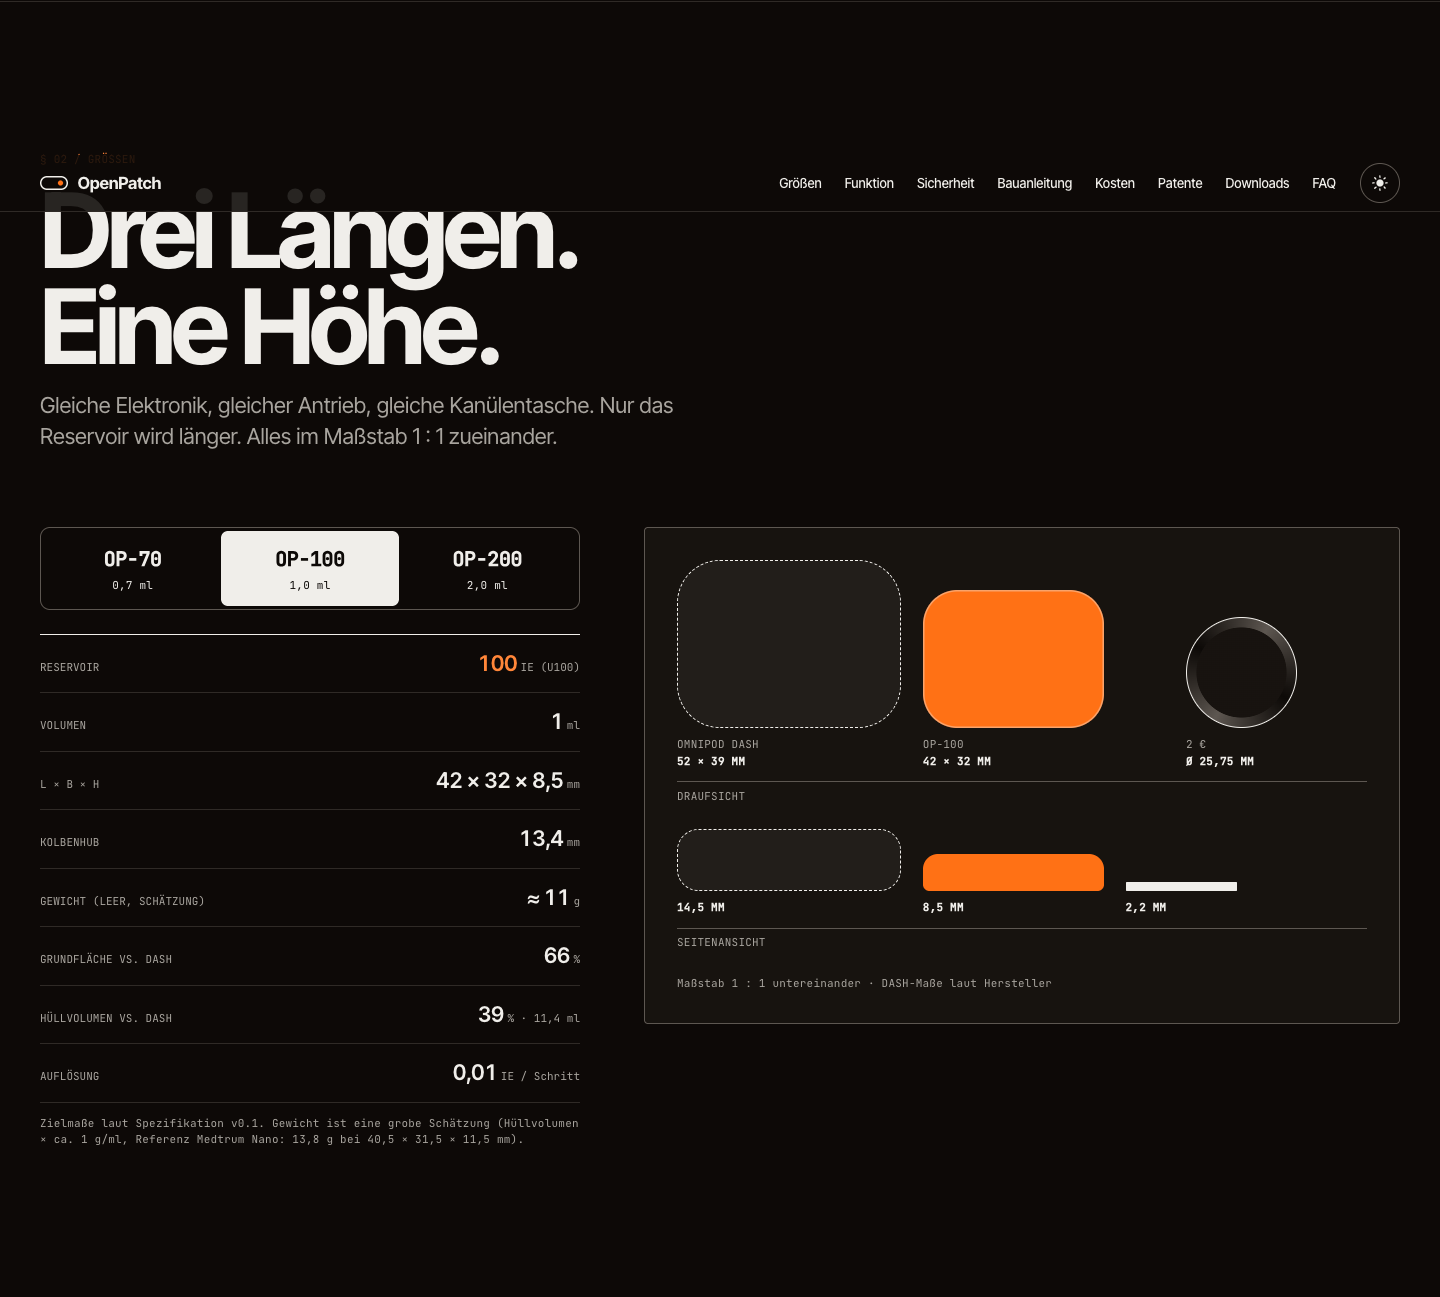 § 02 / GRÖSSEN
OpenPatch
Größen Funktion Sicherheit Bauanleitung Kosten Patente Downloads FAQ
Drei Längen.
Eine Höhe.
Gleiche Elektronik, gleicher Antrieb, gleiche Kanülentasche. Nur das
Reservoir wird länger. Alles im Maßstab 1 : 1 zueinander.
OP-70 OP-100 OP-200
0,7 ml 1,0 ml 2,0 ml
RESERVOIR 100 IE (U100)
VOLUMEN 1 ml
L × B × H 42 × 32 × 8,5 mm
KOLBENHUB 13,4 mm
GEWICHT (LEER, SCHÄTZUNG) ≈ 11 g
GRUNDFLÄCHE VS. DASH 66 %
HÜLLVOLUMEN VS. DASH 39 % · 11,4 ml
AUFLÖSUNG 0,01 IE / Schritt
Zielmaße laut Spezifikation v0.1. Gewicht ist eine grobe Schätzung (Hüllvolumen
× ca. 1 g/ml, Referenz Medtrum Nano: 13,8 g bei 40,5 × 31,5 × 11,5 mm).
OMNIPOD DASH OP-100 2 €
52 × 39 MM 42 × 32 MM Ø 25,75 MM
DRAUFSICHT
14,5 MM 8,5 MM 2,2 MM
SEITENANSICHT
Maßstab 1 : 1 untereinander · DASH-Maße laut Hersteller